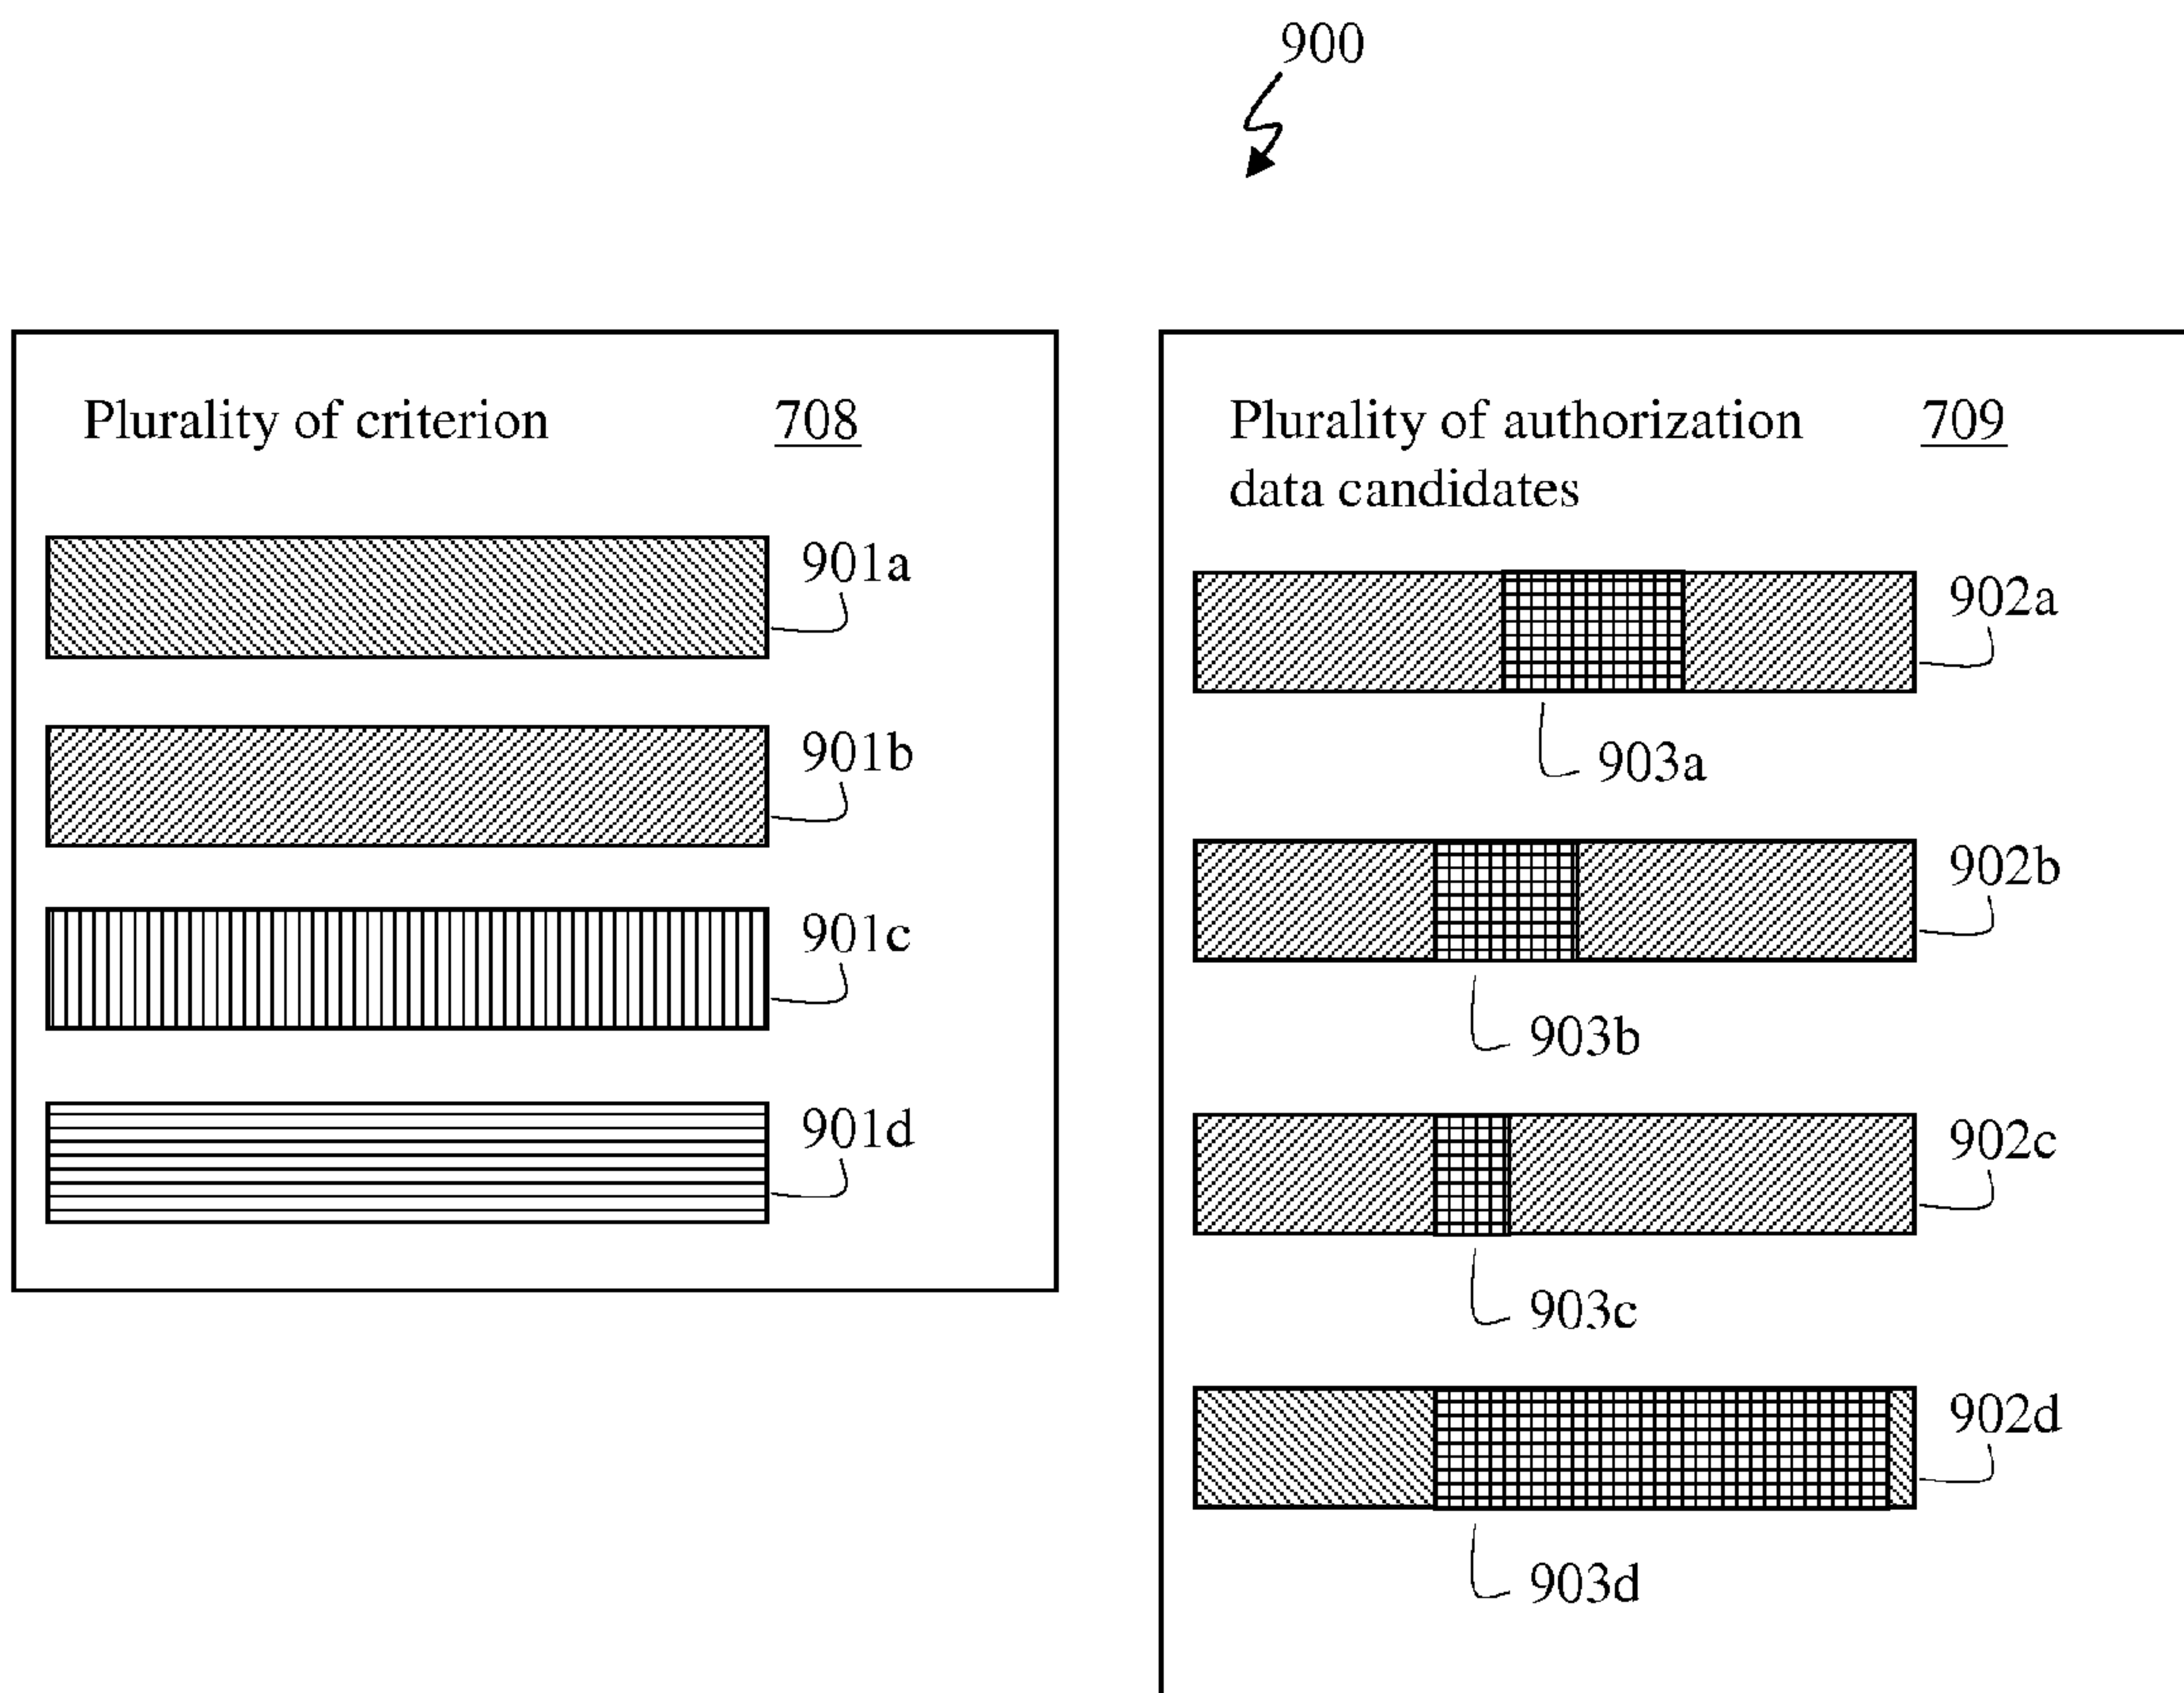 900
Plurality of criterion 708
901a
901b
901c
901d
Plurality of authorization 709
data candidates
902a
903a
902b
903b
902c
903c
902d
903d